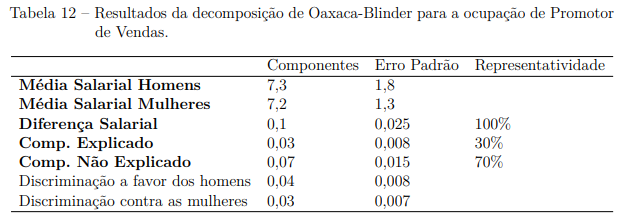 Tabela 12 – Resultados da decomposição de Oaxaca-Blinder para a ocupação de Promotor
de Vendas.
Componentes Erro Padrão Representatividade
Média Salarial Homens 7,3 1,8
Média Salarial Mulheres 7,2 1,3
Diferença Salarial 0,1 0,025 100%
Comp. Explicado 0,03 0,008 30%
Comp. Não Explicado 0,07 0,015 70%
Discriminação a favor dos homens 0,04 0,008
Discriminação contra as mulheres 0,03 0,007